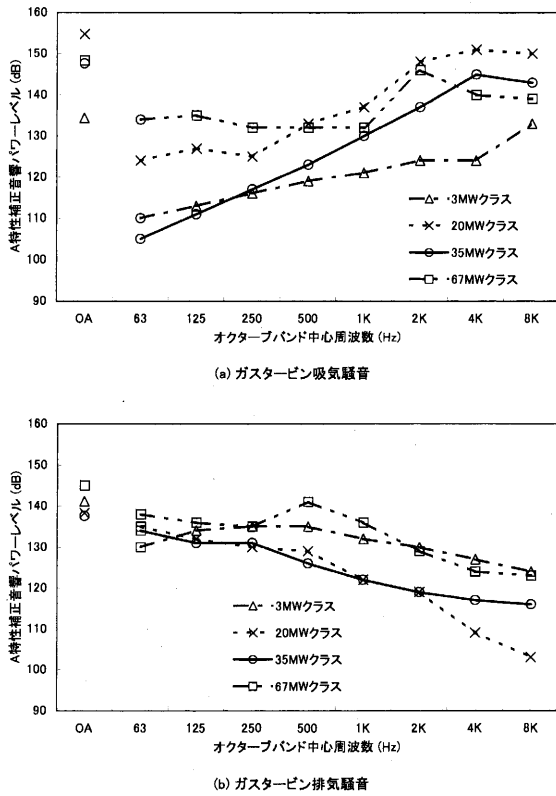 A特性補正音響パワーレベル(dB)
160
150
140
130
120
110
100
90
3MWクラス
20MWクラス
35MWクラス
67MWクラス
OA 63 125 250 500 1K 2K 4K 8K
オクターブバンド中心周波数(Hz)
(a) ガスタービン吸気騒音
A特性補正音響パワーレベル(dB)
160
150
140
130
120
110
100
90
3MWクラス
20MWクラス
35MWクラス
67MWクラス
OA 63 125 250 500 1K 2K 4K 8K
オクターブバンド中心周波数(Hz)
(b) ガスタービン排気騒音